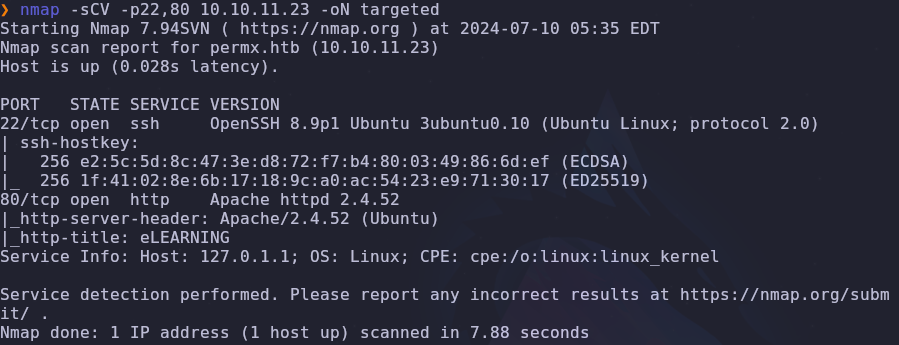 ❯ nmap -sCV -p22,80 10.10.11.23 -oN targeted
Starting Nmap 7.94SVN ( https://nmap.org ) at 2024-07-10 05:35 EDT
Nmap scan report for permx.htb (10.10.11.23)
Host is up (0.028s latency).

PORT   STATE SERVICE VERSION
22/tcp open  ssh     OpenSSH 8.9p1 Ubuntu 3ubuntu0.10 (Ubuntu Linux; protocol 2.0)
| ssh-hostkey:
|   256 e2:5c:5d:8c:47:3e:d8:72:f7:b4:80:03:49:86:6d:ef (ECDSA)
|_  256 1f:41:02:8e:6b:17:18:9c:a0:ac:54:23:e9:71:30:17 (ED25519)
80/tcp open  http    Apache httpd 2.4.52
|_http-server-header: Apache/2.4.52 (Ubuntu)
|_http-title: eLEARNING
Service Info: Host: 127.0.1.1; OS: Linux; CPE: cpe:/o:linux:linux_kernel

Service detection performed. Please report any incorrect results at https://nmap.org/subm
it/ .
Nmap done: 1 IP address (1 host up) scanned in 7.88 seconds